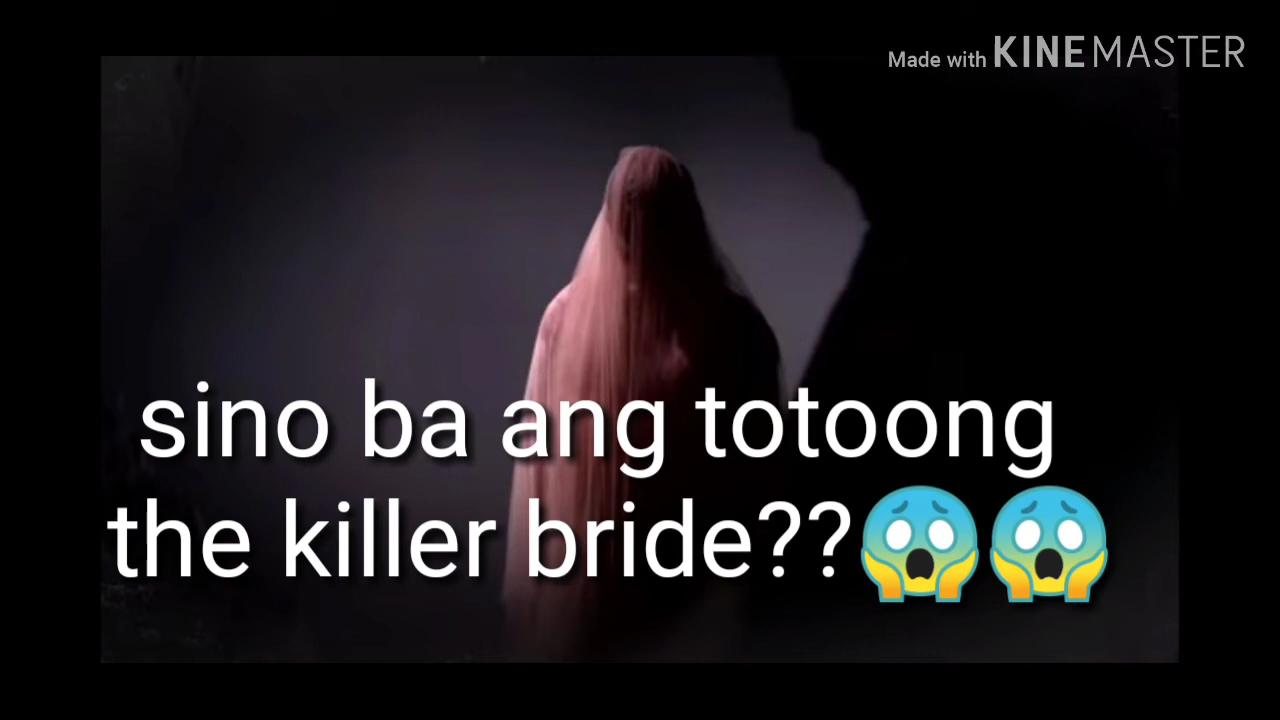 Made with KINEMASTER
sino ba ang totoong
the killer bride??😱😱